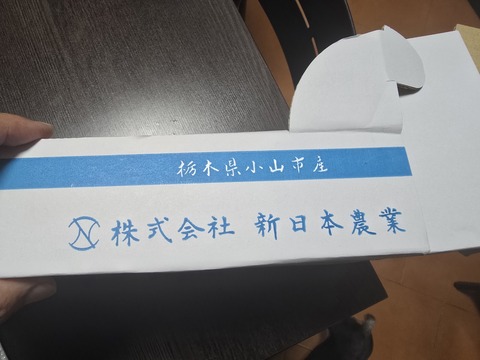 栃木県小山市産
株式会社 新日本農業